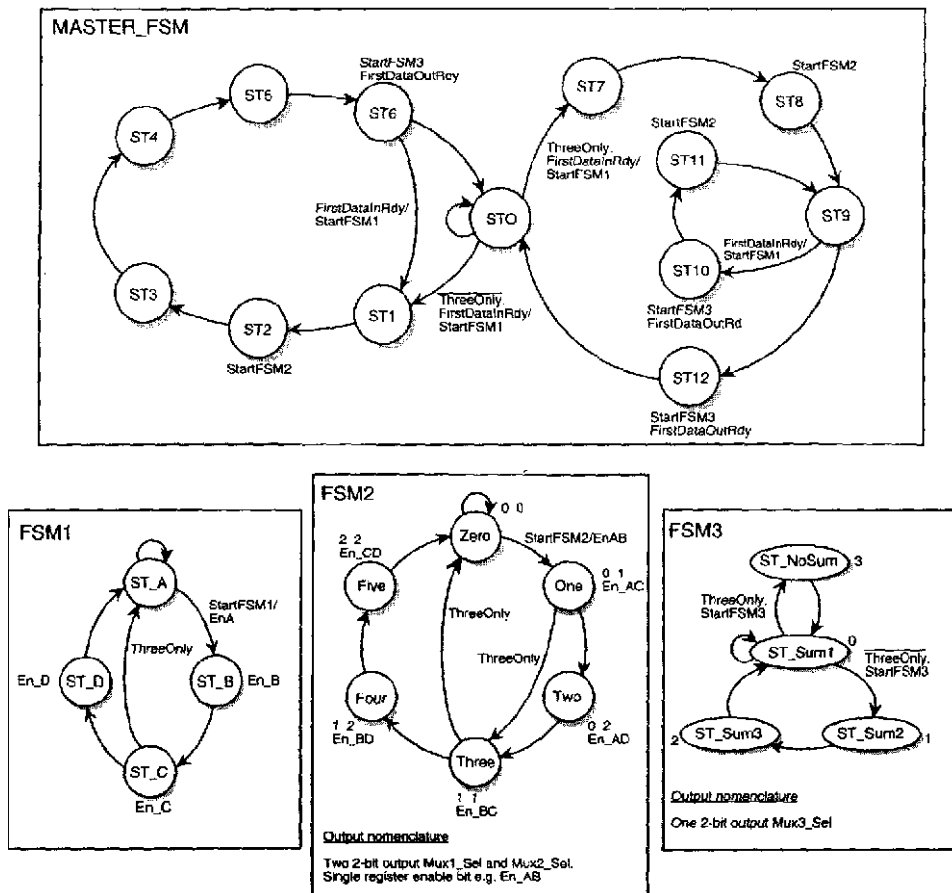 MASTER_FSM
StartFSM3
FirstDataOutRcy
ST5
ST6
ST4
ST3
ST2
StartFSM2
ST1
FirstDataInRdy/
StartFSM1
ST0
ThreeOnly.
FirstDataInRdy/
StartFSM1
ThreeOnly.
FirstDataInRdy/
StartFSM1
ST7
StartFSM2
ST8
StartFSM2
ST11
ST9
FirstDataInRdy/
StartFSM1
ST10
StartFSM3
FirstDataOutRd
ST12
StartFSM3
FirstDataOutRdy
FSM1
ST_A
StartFSM1/
EnA
ThreeOnly
En_D
ST_D
ST_B
En_B
ST_C
En_C
FSM2
0 0
Zero
StartFSM2/EnAB
2 2
En_CD
Five
One
0 1
En_AC
ThreeOnly
ThreeOnly
Four
1 2
En_BD
Two
0 2
En_AD
Three
1 1
En_BC
Output nomenclature
Two 2-bit output Mux1_Sel and Mux2_Sel.
Single register enable bit e.g. En_AB
FSM3
ST_NoSum
3
ThreeOnly.
StartFSM3
0
ST_Sum1
ThreeOnly.
StartFSM3
2
ST_Sum3
ST_Sum2
1
Output nomenclature
One 2-bit output Mux3_Sel